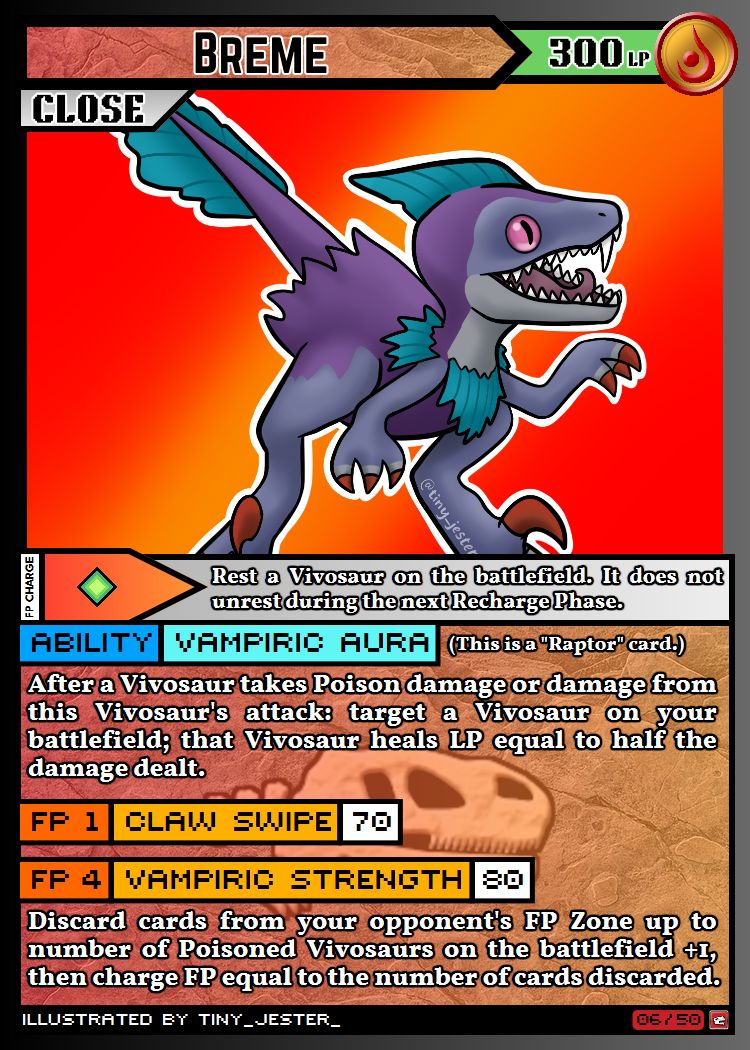 BREME
300 LP
CLOSE
@tiny_jester_
FP CHARGE
Rest a Vivosaur on the battlefield. It does not
unrest during the next Recharge Phase.
ABILITY VAMPIRIC AURA (This is a "Raptor" card.)
After a Vivosaur takes Poison damage or damage from
this Vivosaur's attack: target a Vivosaur on your
battlefield; that Vivosaur heals LP equal to half the
damage dealt.
FP 1 CLAW SWIPE 70
FP 4 VAMPIRIC STRENGTH 80
Discard cards from your opponent's FP Zone up to
number of Poisoned Vivosaurs on the battlefield +1,
then charge FP equal to the number of cards discarded.
ILLUSTRATED BY TINY_JESTER_
06/50